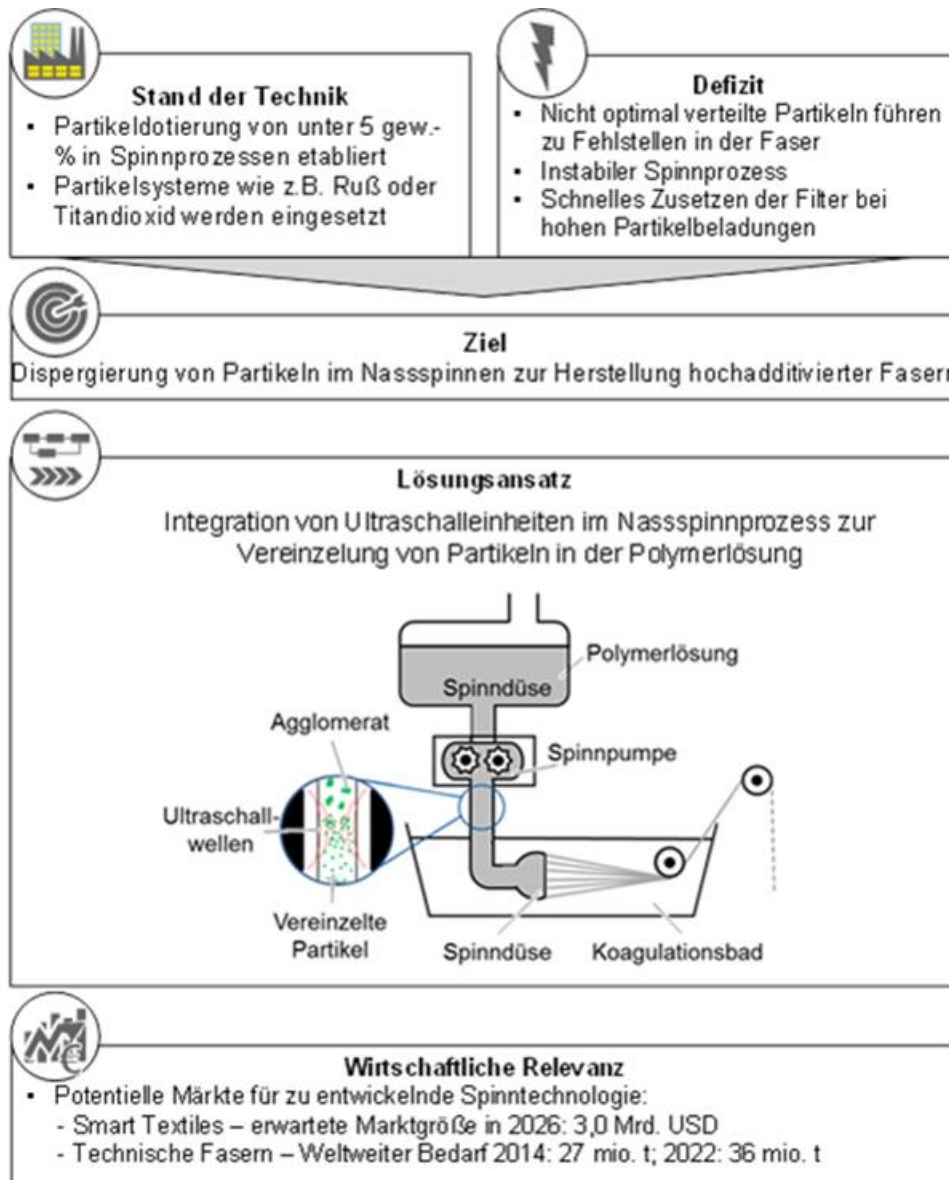 Stand der Technik
▪ Partikeldotierung von unter 5 gew.-
% in Spinnprozessen etabliert
▪ Partikelsysteme wie z.B. Ruß oder
Titandioxid werden eingesetzt
Defizit
▪ Nicht optimal verteilte Partikeln führen
zu Fehlstellen in der Faser
▪ Instabiler Spinnprozess
▪ Schnelles Zusetzen der Filter bei
hohen Partikelbeladungen
Ziel
Dispergierung von Partikeln im Nassspinnen zur Herstellung hochadditivierter Fasern
Lösungsansatz
Integration von Ultraschalleinheiten im Nassspinnprozess zur
Vereinzelung von Partikeln in der Polymerlösung
Polymerlösung
Spinndüse
Agglomerat
Spinnpumpe
Ultraschall-
wellen
Vereinzelte
Partikel
Spinndüse
Koagulationsbad
€
Wirtschaftliche Relevanz
▪ Potentielle Märkte für zu entwickelnde Spinntechnologie:
- Smart Textiles – erwartete Marktgröße in 2026: 3,0 Mrd. USD
- Technische Fasern – Weltweiter Bedarf 2014: 27 mio. t; 2022: 36 mio. t